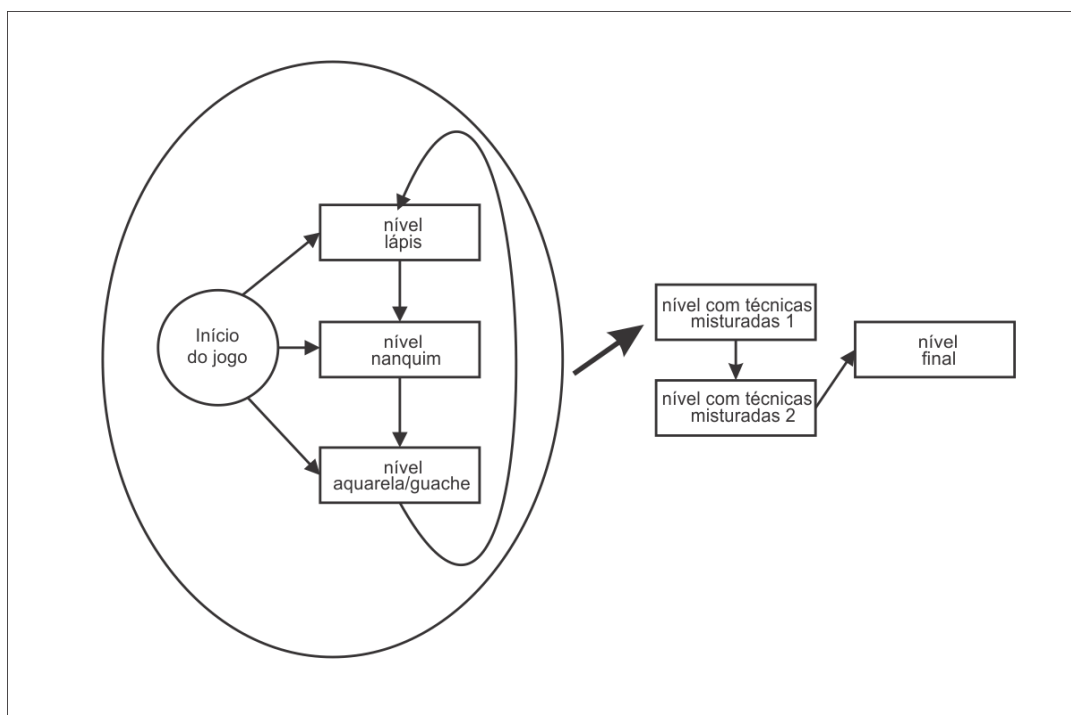 nível
lápis
Início
do jogo
nível
nanquim
nível
aquarela/guache
nível com técnicas
misturadas 1
nível com técnicas
misturadas 2
nível
final